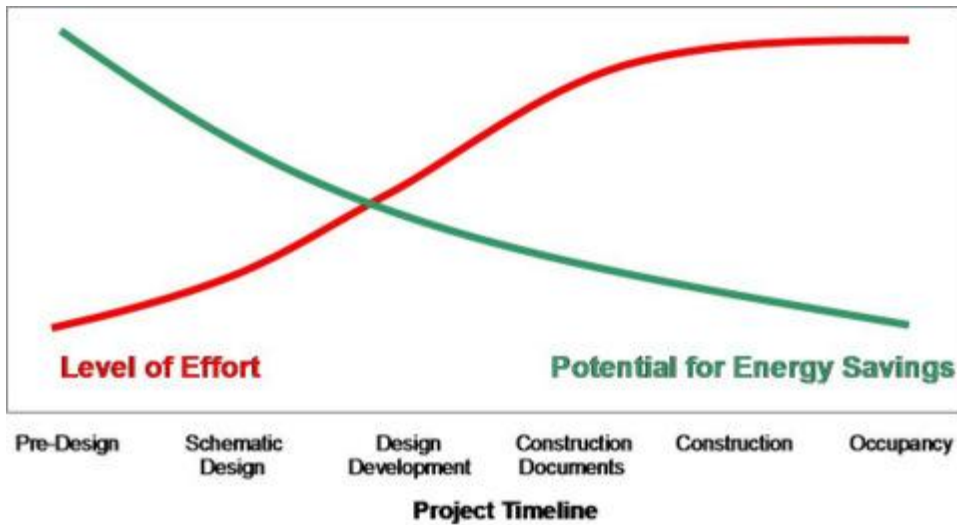 Level of Effort
Potential for Energy Savings
Pre-Design
Schematic
Design
Design
Development
Construction
Documents
Construction
Occupancy
Project Timeline